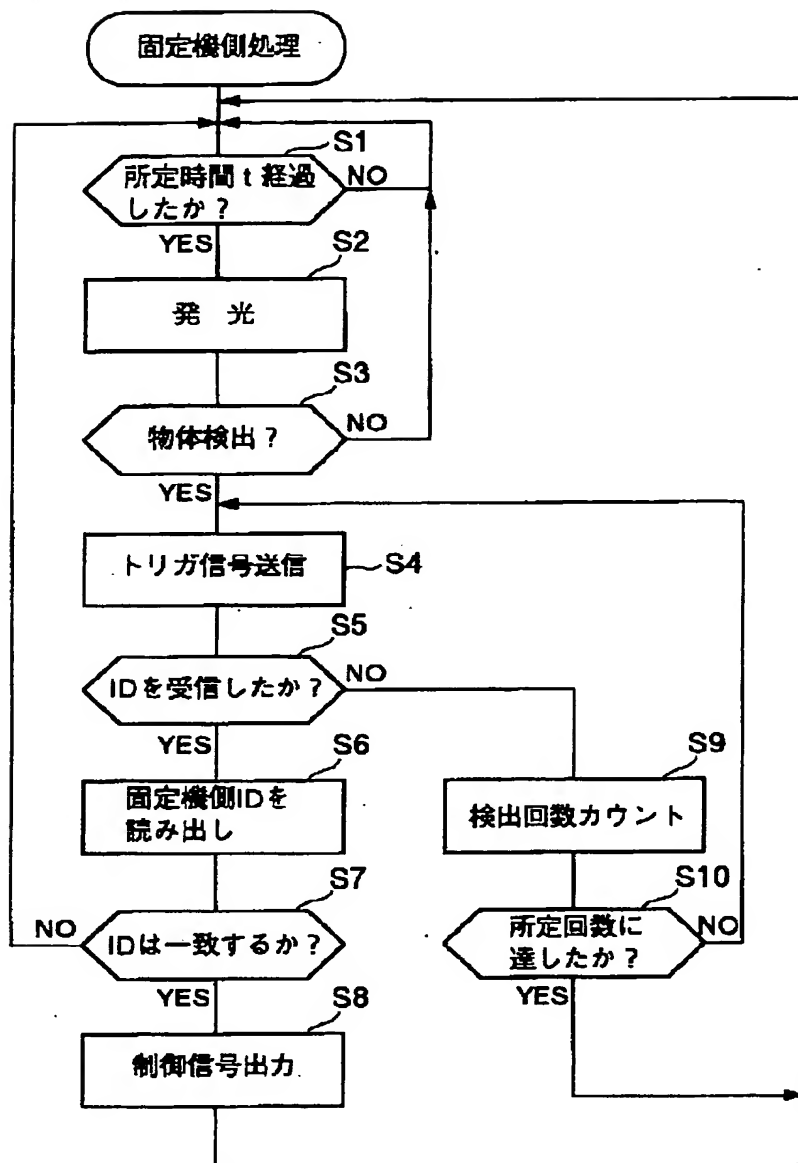 固定機側処理
S1
所定時間t経過
したか?
NO
YES
S2
発 光
S3
物体検出?
NO
YES
トリガ信号送信
S4
S5
IDを受信したか?
NO
YES
S6
固定機側IDを
読み出し
S9
検出回数カウント
S7
IDは一致するか?
NO
YES
S10
所定回数に
達したか?
NO
YES
S8
制御信号出力